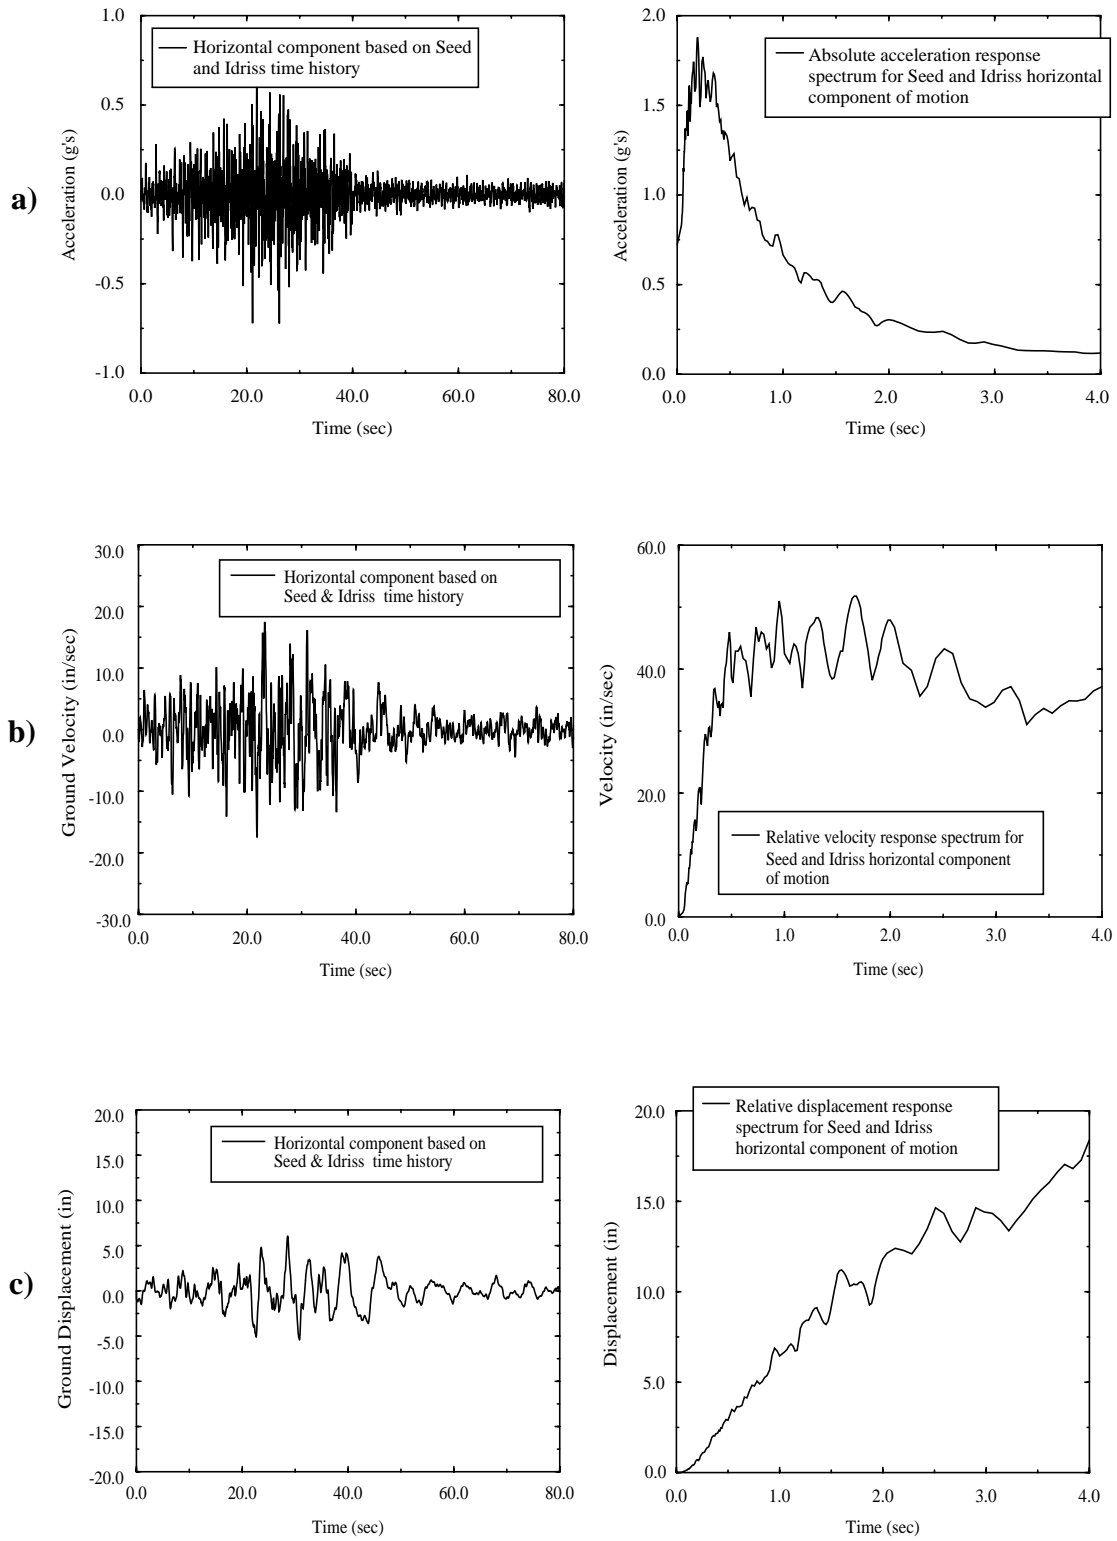 a)
Horizontal component based on Seed
and Idriss time history
Acceleration (g's)
1.0
0.5
0.0
-0.5
-1.0
0.0 20.0 40.0 60.0 80.0
Time (sec)
Absolute acceleration response
spectrum for Seed and Idriss horizontal
component of motion
Acceleration (g's)
2.0
1.5
1.0
0.5
0.0
0.0 1.0 2.0 3.0 4.0
Time (sec)
b)
Horizontal component based on
Seed & Idriss time history
Ground Velocity (in/sec)
30.0
20.0
10.0
0.0
-10.0
-20.0
-30.0
0.0 20.0 40.0 60.0 80.0
Time (sec)
Velocity (in/sec)
60.0
40.0
20.0
0.0
Relative velocity response spectrum for
Seed and Idriss horizontal component
of motion
0.0 1.0 2.0 3.0 4.0
Time (sec)
c)
Horizontal component based on
Seed & Idriss time history
Ground Displacement (in)
20.0
15.0
10.0
5.0
0.0
-5.0
-10.0
-15.0
-20.0
0.0 20.0 40.0 60.0 80.0
Time (sec)
Relative displacement response
spectrum for Seed and Idriss
horizontal component of motion
Displacement (in)
20.0
15.0
10.0
5.0
0.0
0.0 1.0 2.0 3.0 4.0
Time (sec)